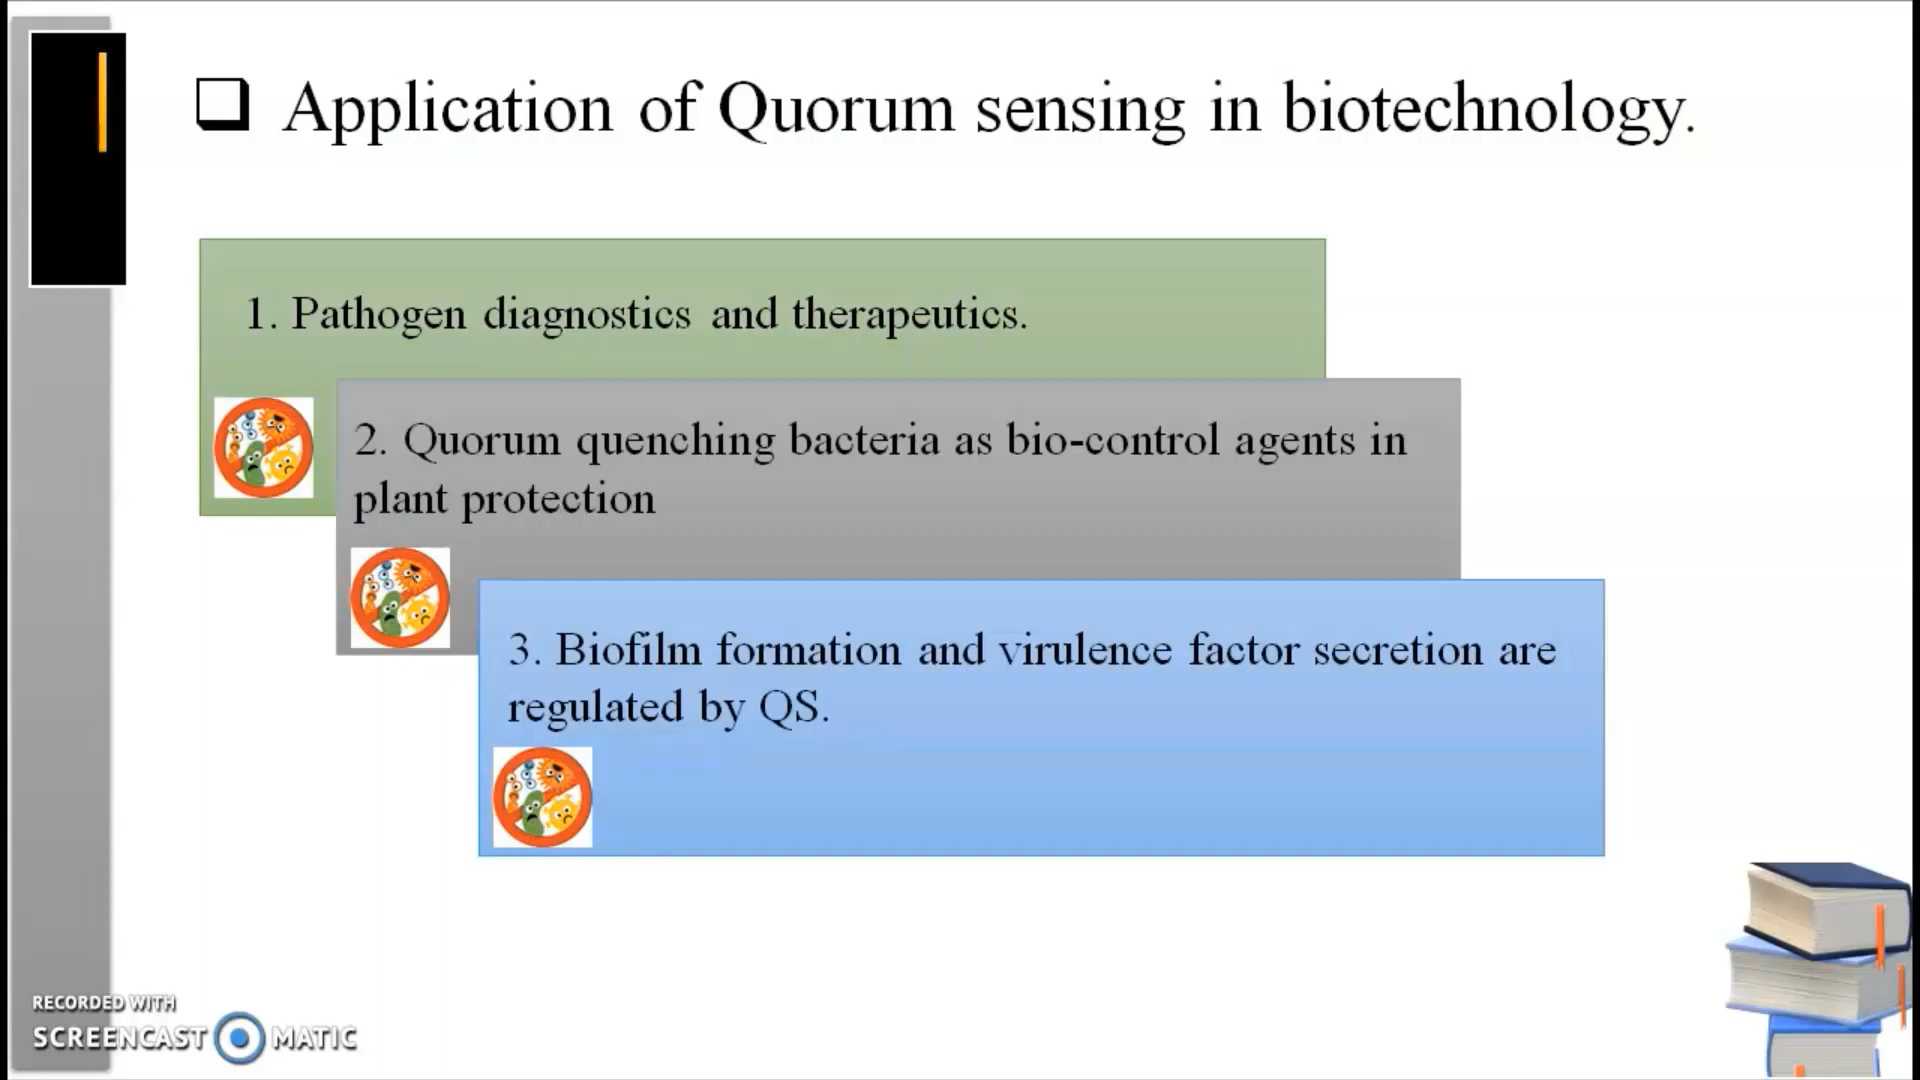 Application of Quorum sensing in biotechnology.
1. Pathogen diagnostics and therapeutics.
2. Quorum quenching bacteria as bio-control agents in
plant protection
3. Biofilm formation and virulence factor secretion are
regulated by QS.
RECORDED WITH
SCREENCAST MATIC